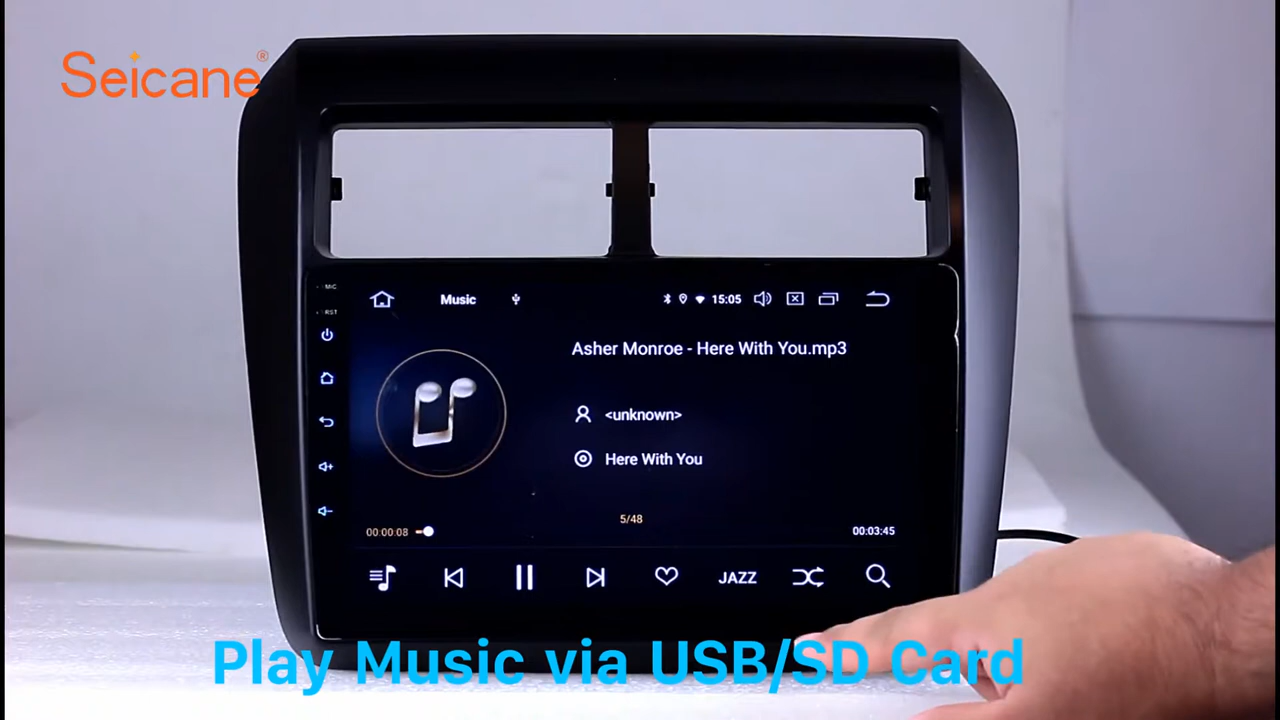 Seicane®
MIC
RST
Music
15:05
Asher Monroe - Here With You.mp3
<unknown>
Here With You
5/48
00:00:08
00:03:45
JAZZ
Play Music via USB/SD Card